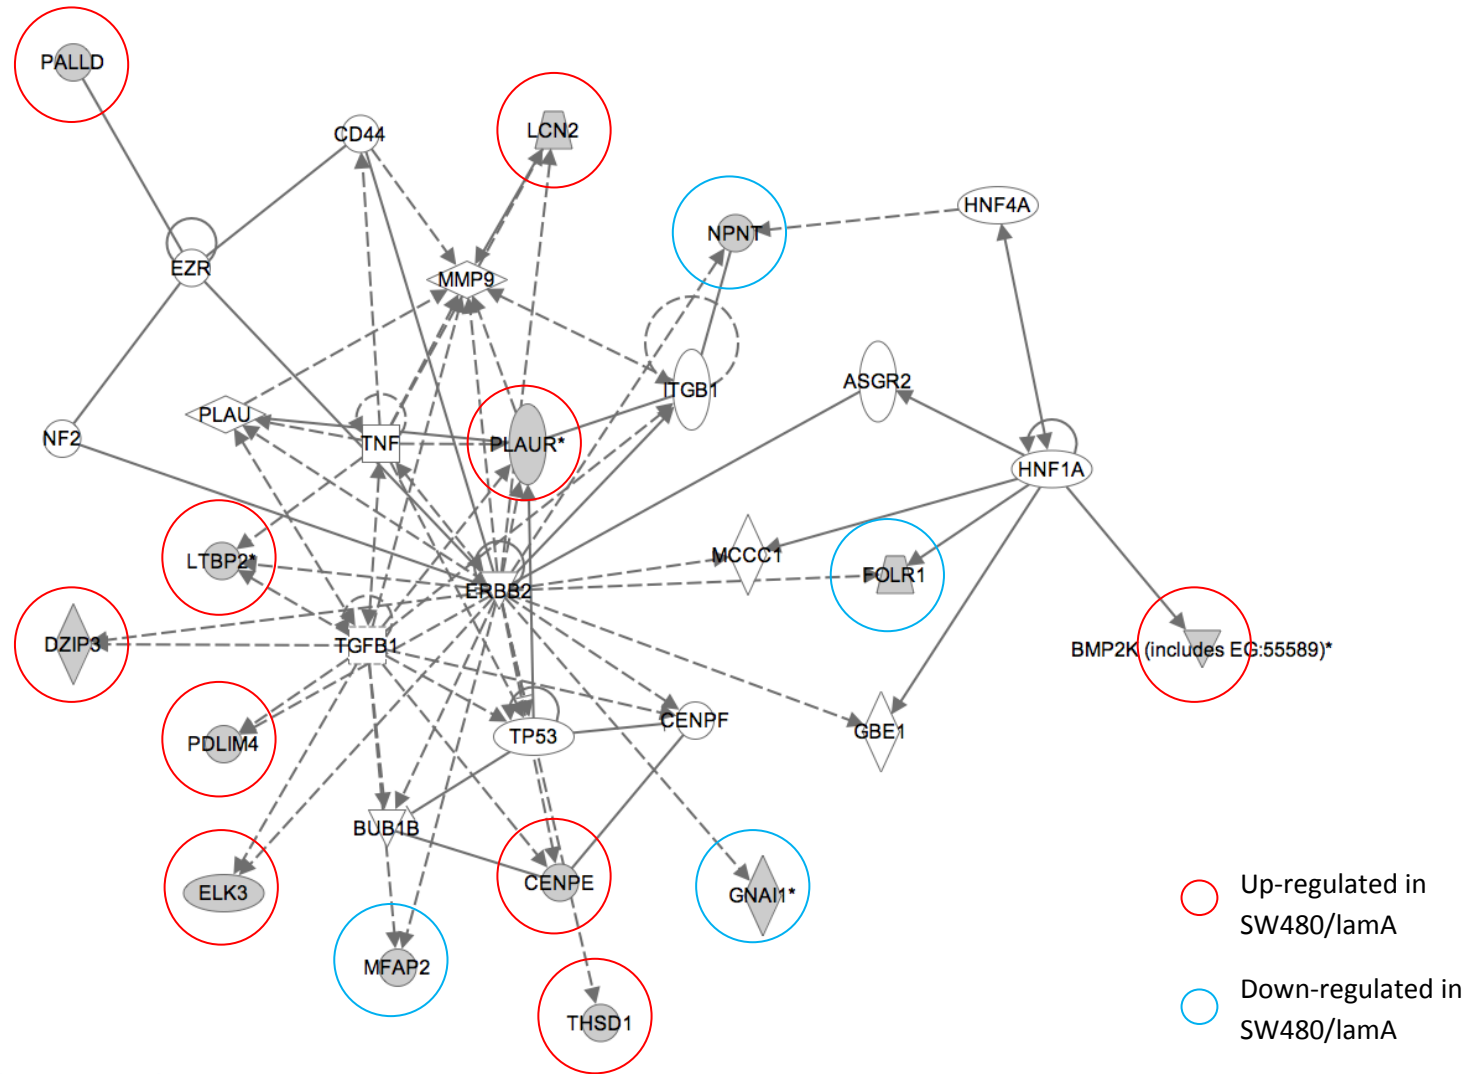 PALLD
CD44
LCN2
NPNT
HNF4A
EZR
MMP9
ITGB1
ASGR2
PLAU
NF2
TNF
PLAUR*
HNF1A
LTBP2*
MCCC1
FOLR1
ERBB2
DZIP3
TGFB1
BMP2K (includes EG:55589)*
PDLIM4
TP53
CENPF
GBE1
BUB1B
ELK3
CENPE
GNAI1*
MFAP2
THSD1
Up-regulated in
SW480/lamA
Down-regulated in
SW480/lamA